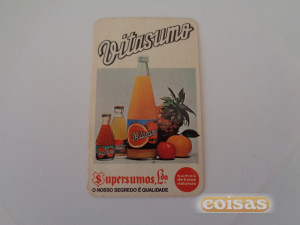 Vitasumo
Supersumos, Lda
O NOSSO SEGREDO É QUALIDADE
coisas